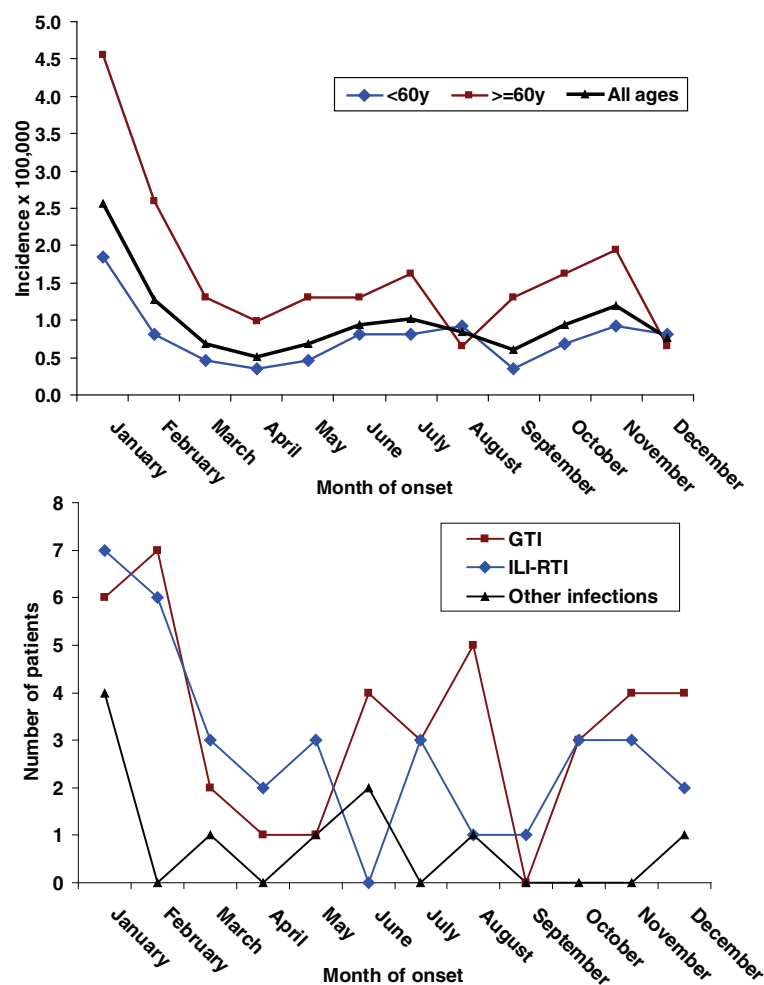 5.0
4.5
4.0
3.5
3.0
2.5
2.0
1.5
1.0
0.5
0.0
Incidence x 100,000
<60y >=60y All ages
January February March April May June July August September October November December
Month of onset
8
7
6
5
4
3
2
1
0
Number of patients
GTI
ILI-RTI
Other infections
January February March April May June July August September October November December
Month of onset